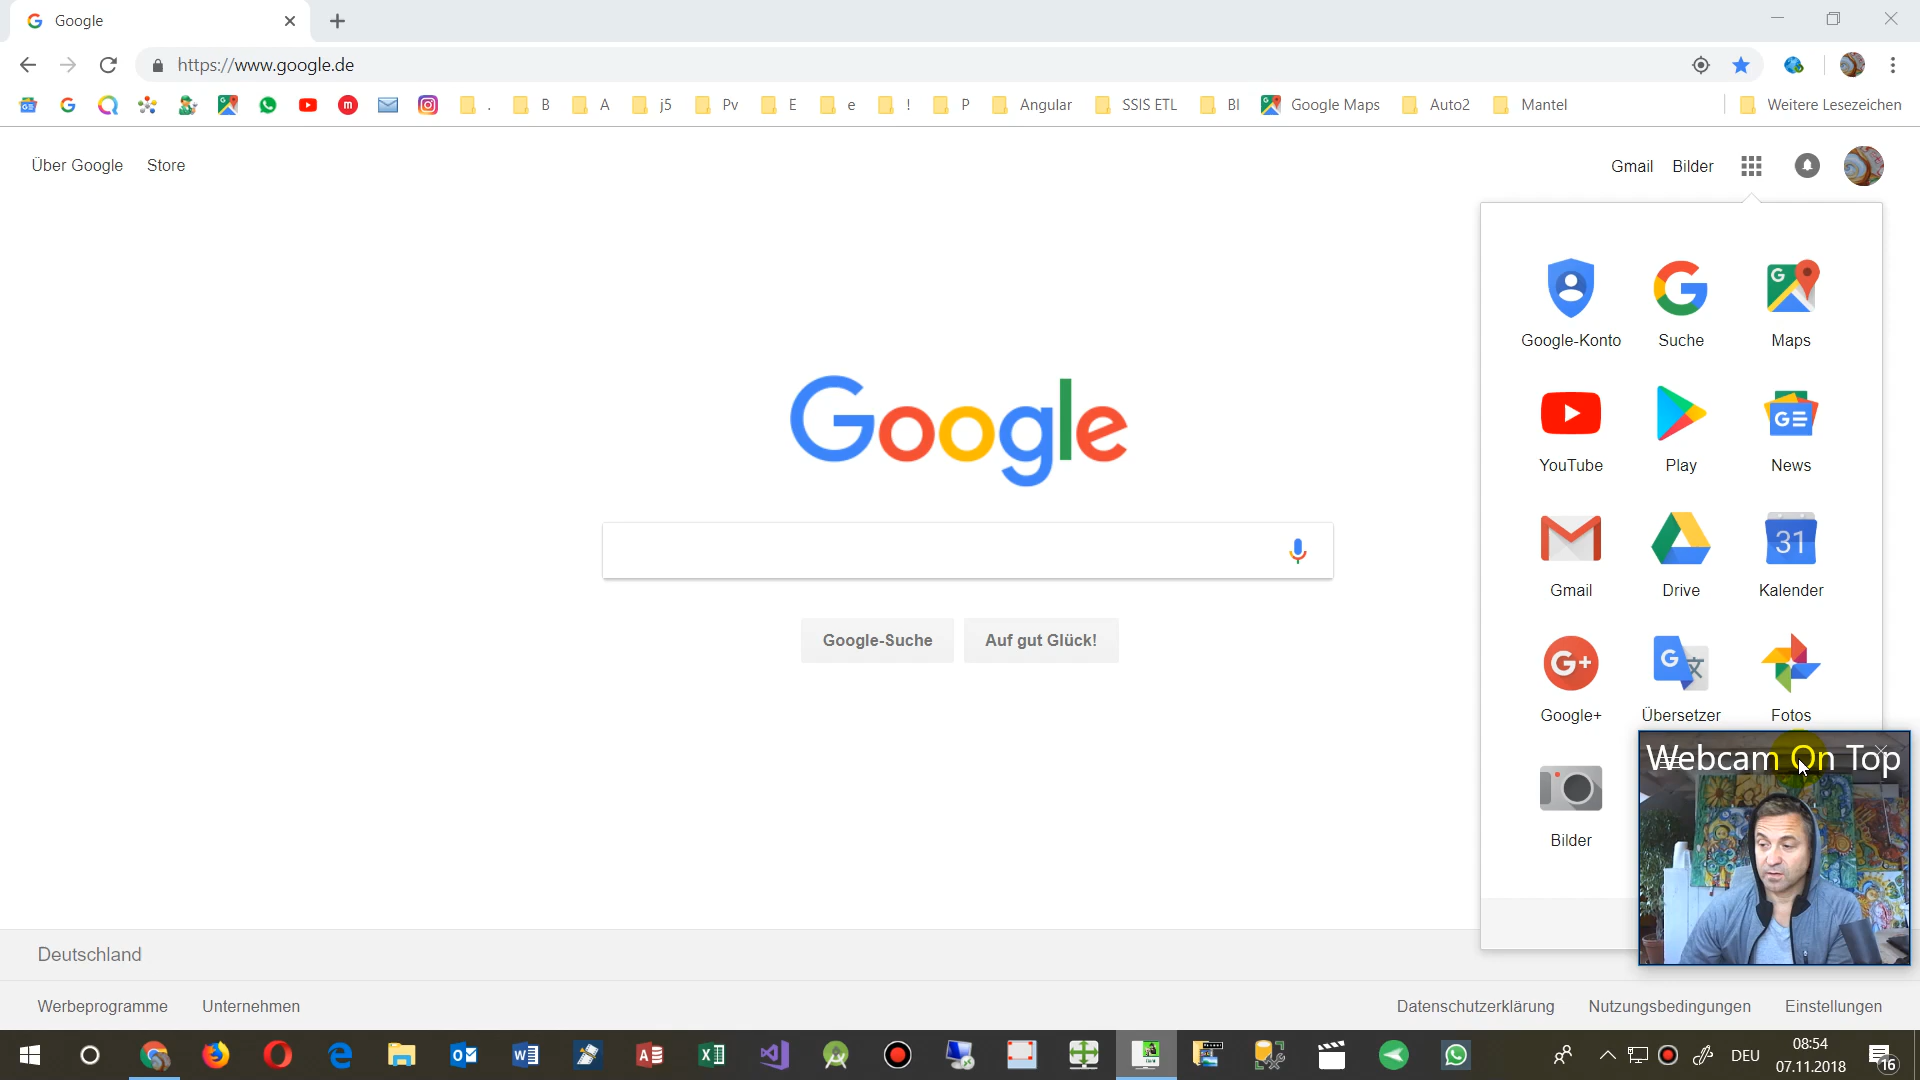 Google
https://www.google.de
. B A j5 Pv E e ! P Angular SSIS ETL BI Google Maps Auto2 Mantel Weitere Lesezeichen
Über Google Store Gmail Bilder
Google-Konto Suche Maps
Google
YouTube Play News
Google-Suche Auf gut Glück!
31
Gmail Drive Kalender
G+
Google+ Übersetzer Fotos
Webcam On Top
Bilder
Deutschland
Werbeprogramme Unternehmen Datenschutzerklärung Nutzungsbedingungen Einstellungen
DEU
08:54
07.11.2018
16